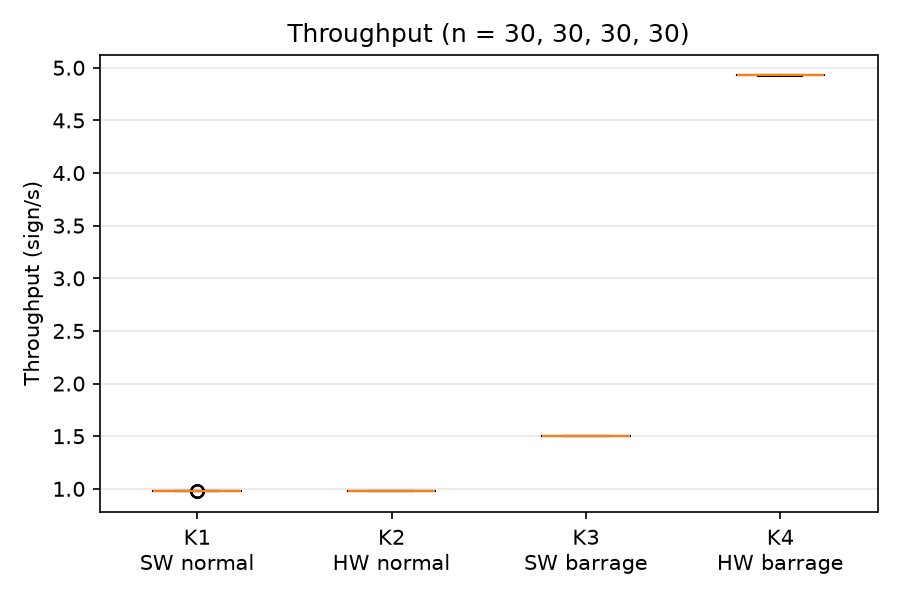 Throughput (n = 30, 30, 30, 30)
Throughput (sign/s)
5.0
4.5
4.0
3.5
3.0
2.5
2.0
1.5
1.0
K1 K2 K3 K4
SW normal HW normal SW barrage HW barrage